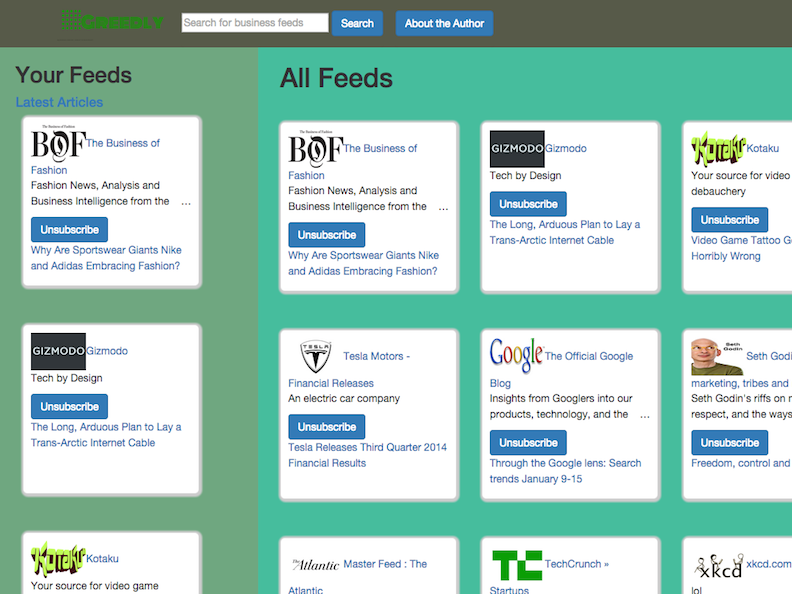 GREEDLY
Search for business feeds
Search
About the Author
Your Feeds
Latest Articles
The Business of Fashion
BOF
The Business of
Fashion
Fashion News, Analysis and
Business Intelligence from the ...
Unsubscribe
Why Are Sportswear Giants Nike
and Adidas Embracing Fashion?
GIZMODO
Gizmodo
Tech by Design
Unsubscribe
The Long, Arduous Plan to Lay a
Trans-Arctic Internet Cable
KOTAKU
Kotaku
Your source for video game
All Feeds
The Business of Fashion
BOF
The Business of
Fashion
Fashion News, Analysis and
Business Intelligence from the ...
Unsubscribe
Why Are Sportswear Giants Nike
and Adidas Embracing Fashion?
GIZMODO
Gizmodo
Tech by Design
Unsubscribe
The Long, Arduous Plan to Lay a
Trans-Arctic Internet Cable
KOTAKU
Kotaku
Your source for video
debauchery
Unsubscribe
Video Game Tattoo G
Horribly Wrong
TESLA
Tesla Motors -
Financial Releases
An electric car company
Unsubscribe
Tesla Releases Third Quarter 2014
Financial Results
Google
The Official Google
Blog
Insights from Googlers into our
products, technology, and the ...
Unsubscribe
Through the Google lens: Search
trends January 9-15
Seth
Godin
Seth Godi
marketing, tribes and
Seth Godin's riffs on m
respect, and the ways
Unsubscribe
Freedom, control and
The Atlantic
Master Feed : The
Atlantic
TC
TechCrunch »
Startups
xkcd
xkcd.com
lol